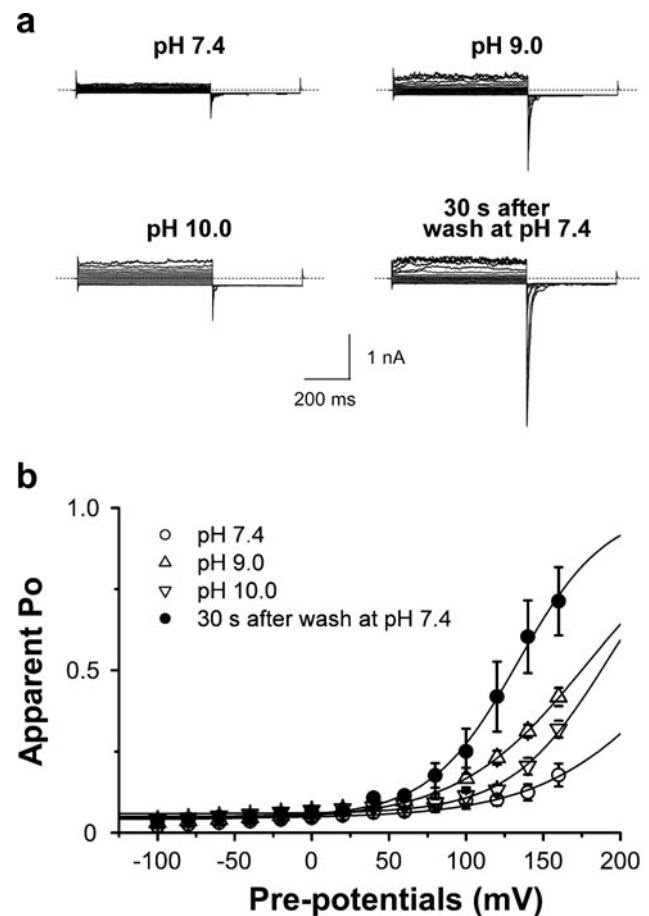 a
pH 7.4
pH 9.0
pH 10.0
30 s after
wash at pH 7.4
1 nA
200 ms
b
1.0
0.5
0
Apparent Po
pH 7.4
pH 9.0
pH 10.0
30 s after wash at pH 7.4
-100 -50 0 50 100 150 200
Pre-potentials (mV)